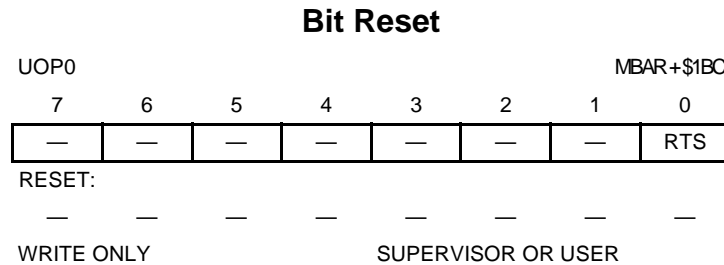 Bit Reset
UOP0 MBAR+$1BC
7 6 5 4 3 2 1 0
— — — — — — — RTS
RESET:
— — — — — — — —
WRITE ONLY SUPERVISOR OR USER